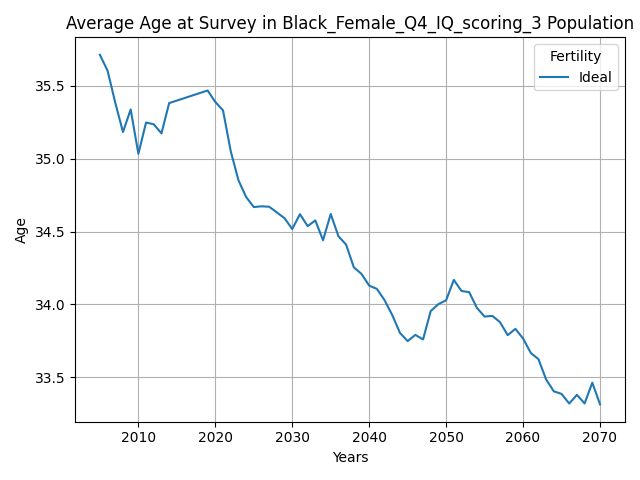 Average Age at Survey in Black_Female_Q4_IQ_scoring_3 Population
Fertility
Ideal
35.5
35.0
34.5
34.0
33.5
Age
2010 2020 2030 2040 2050 2060 2070
Years